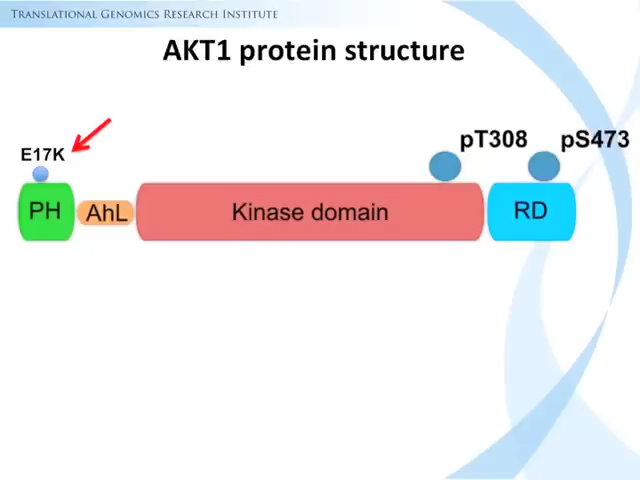 Translational Genomics Research Institute
AKT1 protein structure
pT308 pS473
E17K
PH AhL Kinase domain RD